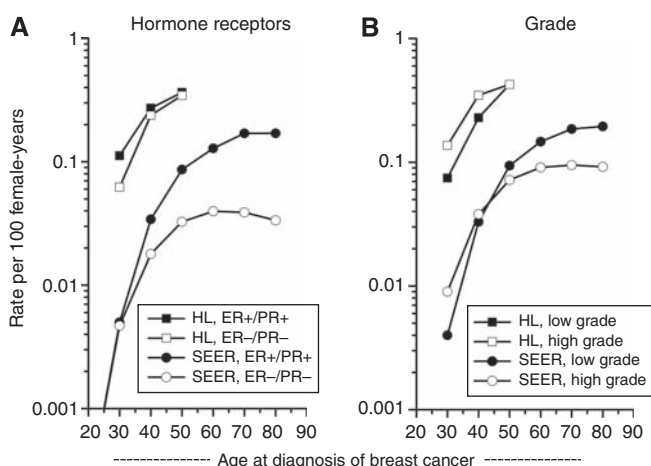 A Hormone receptors
B Grade
Rate per 100 female-years
1
0.1
0.01
0.001
HL, ER+/PR+
HL, ER–/PR–
SEER, ER+/PR+
SEER, ER–/PR–
20 30 40 50 60 70 80 90
1
0.1
0.01
0.001
HL, low grade
HL, high grade
SEER, low grade
SEER, high grade
20 30 40 50 60 70 80 90
Age at diagnosis of breast cancer